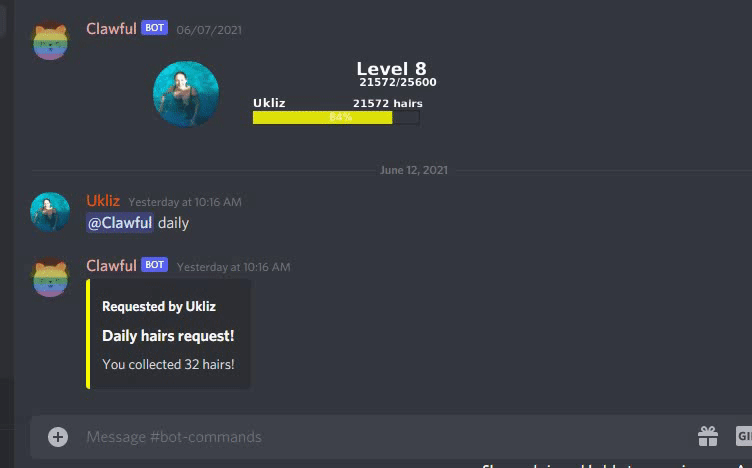 Clawful BOT 06/07/2021
Level 8
21572/25600
Ukliz 21572 hairs
84%
June 12, 2021
Ukliz Yesterday at 10:16 AM
@Clawful daily
Clawful BOT Yesterday at 10:16 AM
Requested by Ukliz
Daily hairs request!
You collected 32 hairs!
Message #bot-commands
GI